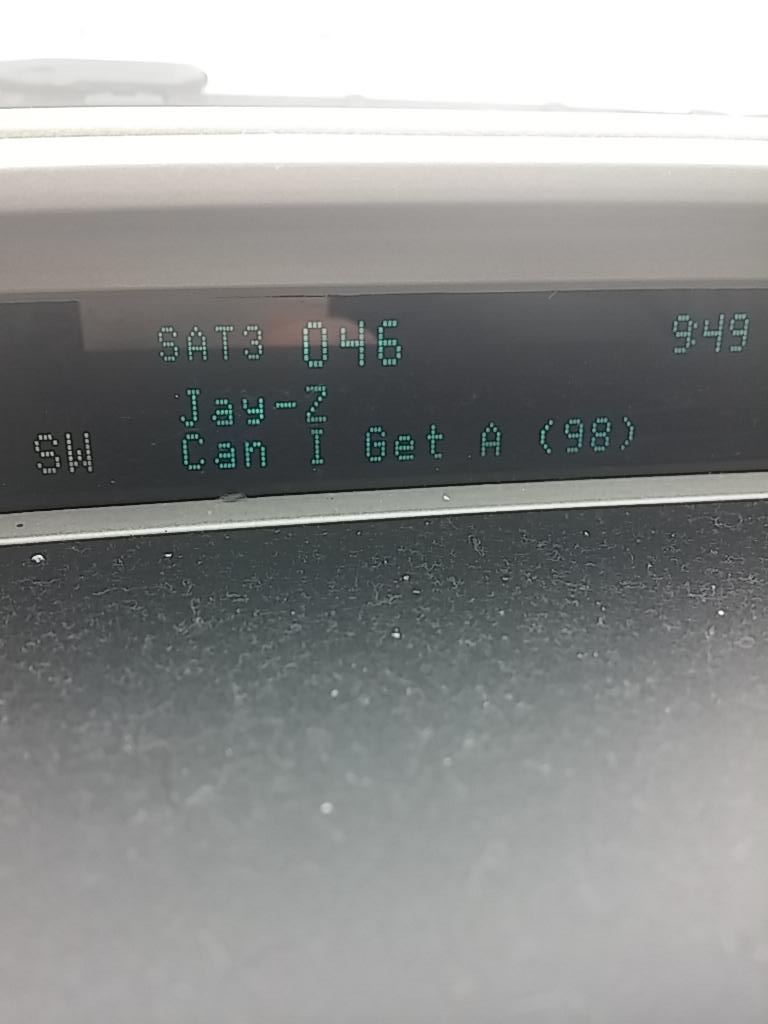 SAT3 046 9:49
Jay-Z
SW Can I Get A (98)